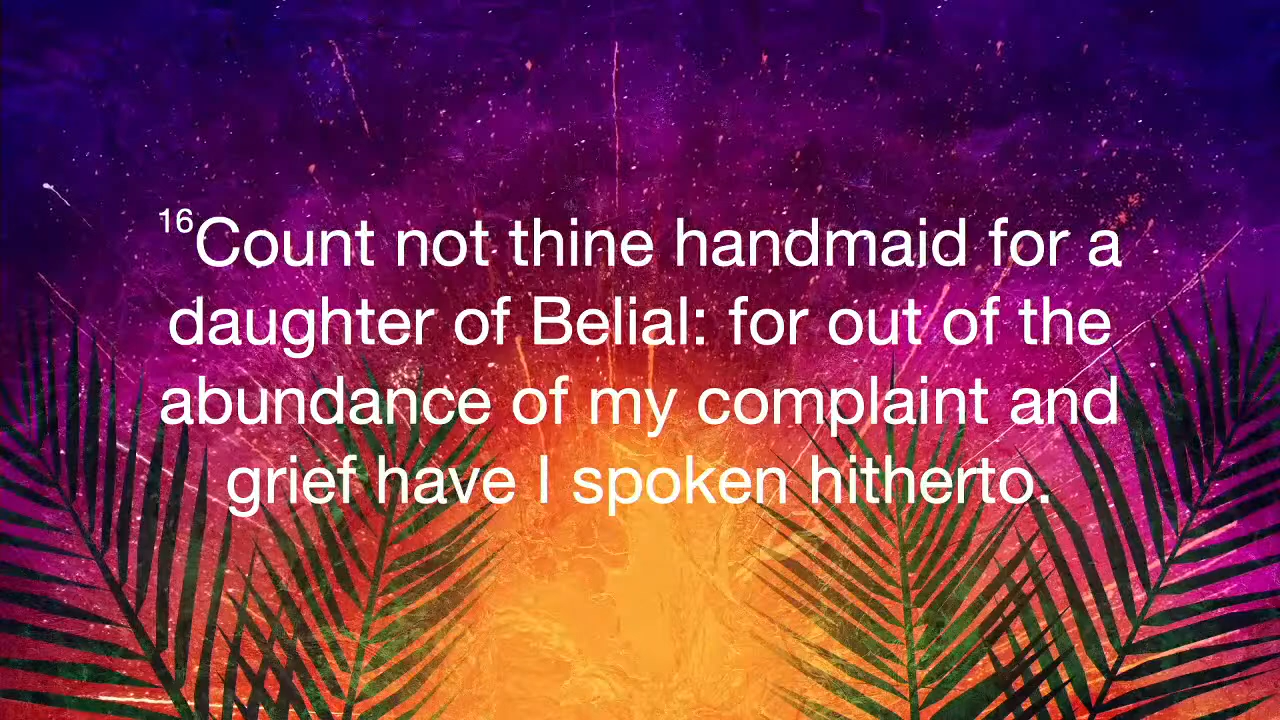 16Count not thine handmaid for a
daughter of Belial: for out of the
abundance of my complaint and
grief have I spoken hitherto.